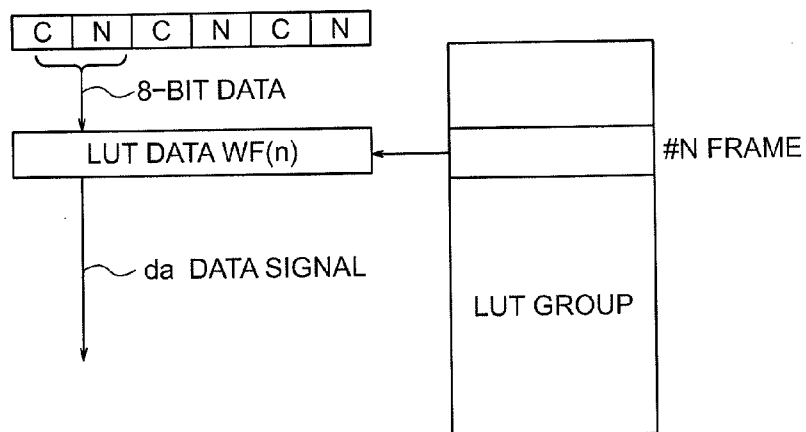 C N C N C N
8-BIT DATA
LUT DATA WF(n)
#N FRAME
da DATA SIGNAL
LUT GROUP